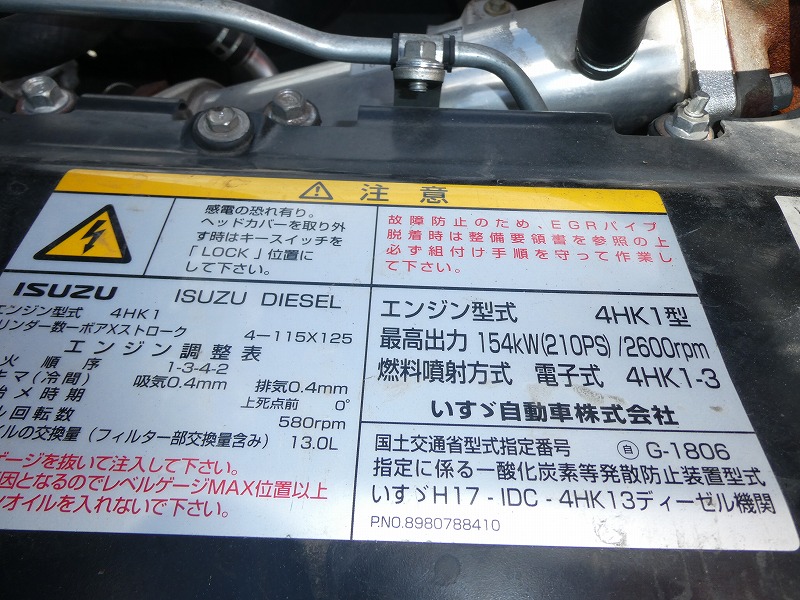 注意
感電の恐れ有り。
ヘッドカバーを取り外
す時はキースイッチを
「LOCK」位置に
して下さい。
故障防止のため、EGRパイプ
脱着時は整備要領書を参照の上
必ず組付け手順を守って作業し
て下さい。
ISUZU ISUZU DIESEL
エンジン型式 4HK1
リンダー数ーボアXストローク 4-115X125
エンジン調整表
火順序 1-3-4-2
キマ(冷間) 吸気0.4mm 排気0.4mm
始め時期 上死点前 0°
回転数 580rpm
イルの交換量(フィルター部交換量含み) 13.0L
ゲージを抜いて注入して下さい。
因となるのでレベルゲージMAX位置以上
オイルを入れないで下さい。
エンジン型式 4HK1型
最高出力 154kW(210PS)/2600rpm
燃料噴射方式 電子式 4HK1-3
いすゞ自動車株式会社
国土交通省型式指定番号 自 G-1806
指定に係る一酸化炭素等発散防止装置型式
いすゞH17-IDC-4HK13ディーゼル機関
P.NO.8980788410